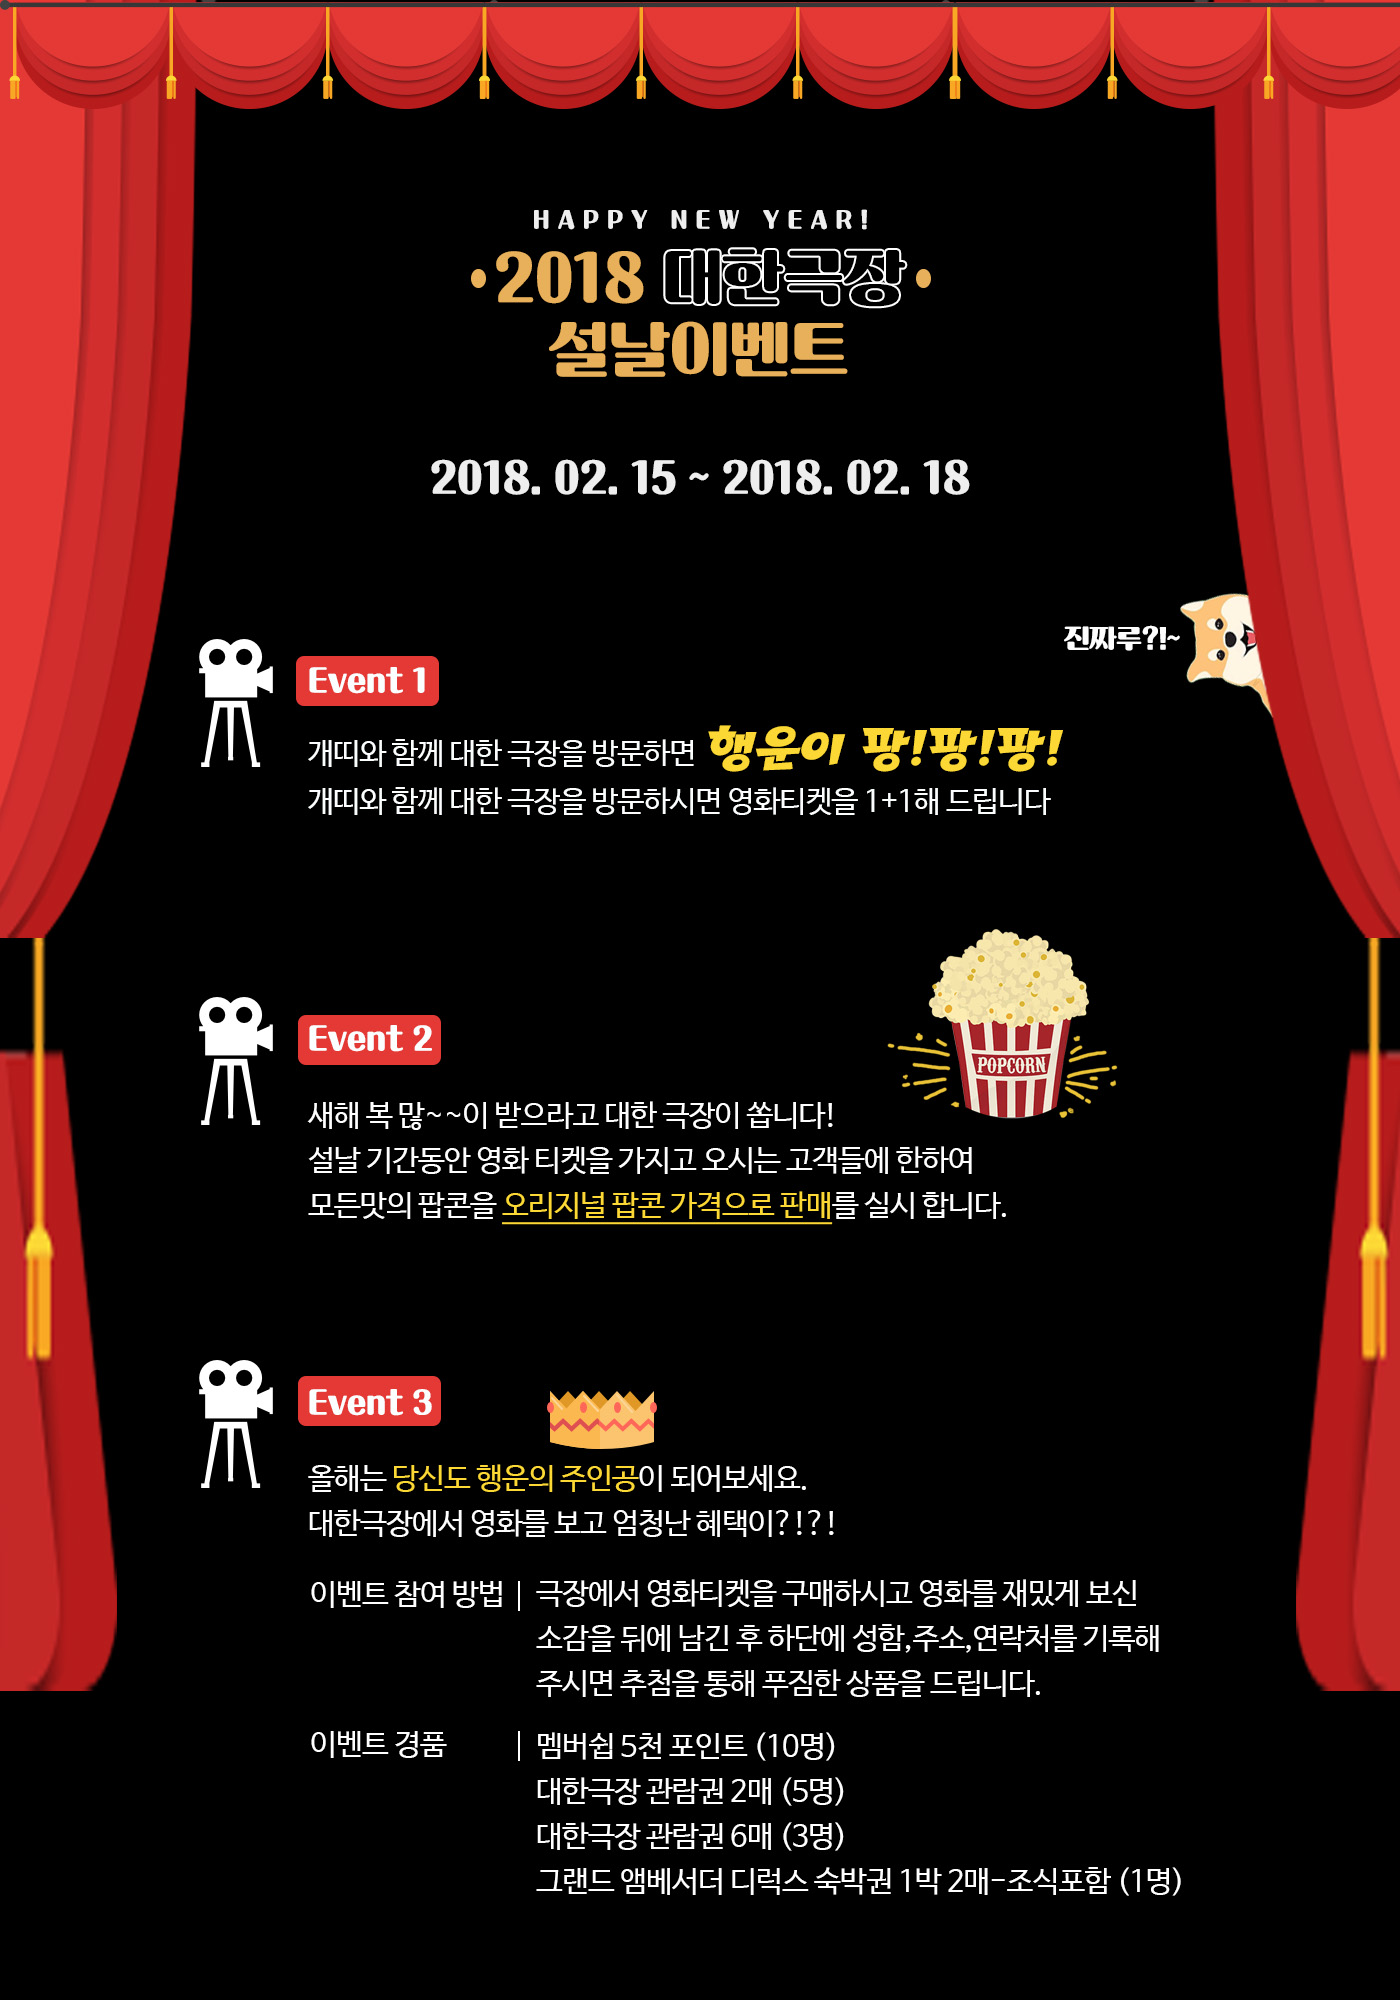 HAPPY NEW YEAR!
•2018 대한극장•
설날이벤트
2018. 02. 15 ~ 2018. 02. 18
진짜루?!~
Event 1
개띠와 함께 대한 극장을 방문하면 행운이 팡!팡!팡!
개띠와 함께 대한 극장을 방문하시면 영화티켓을 1+1해 드립니다
POPCORN
Event 2
새해 복 많~~이 받으라고 대한 극장이 쏩니다!
설날 기간동안 영화 티켓을 가지고 오시는 고객들에 한하여
모든맛의 팝콘을 오리지널 팝콘 가격으로 판매를 실시 합니다.
Event 3
올해는 당신도 행운의 주인공이 되어보세요.
대한극장에서 영화를 보고 엄청난 혜택이?!?!
이벤트 참여 방법 | 극장에서 영화티켓을 구매하시고 영화를 재밌게 보신
소감을 뒤에 남긴 후 하단에 성함,주소,연락처를 기록해
주시면 추첨을 통해 푸짐한 상품을 드립니다.
이벤트 경품 | 멤버쉽 5천 포인트 (10명)
대한극장 관람권 2매 (5명)
대한극장 관람권 6매 (3명)
그랜드 앰베서더 디럭스 숙박권 1박 2매-조식포함 (1명)